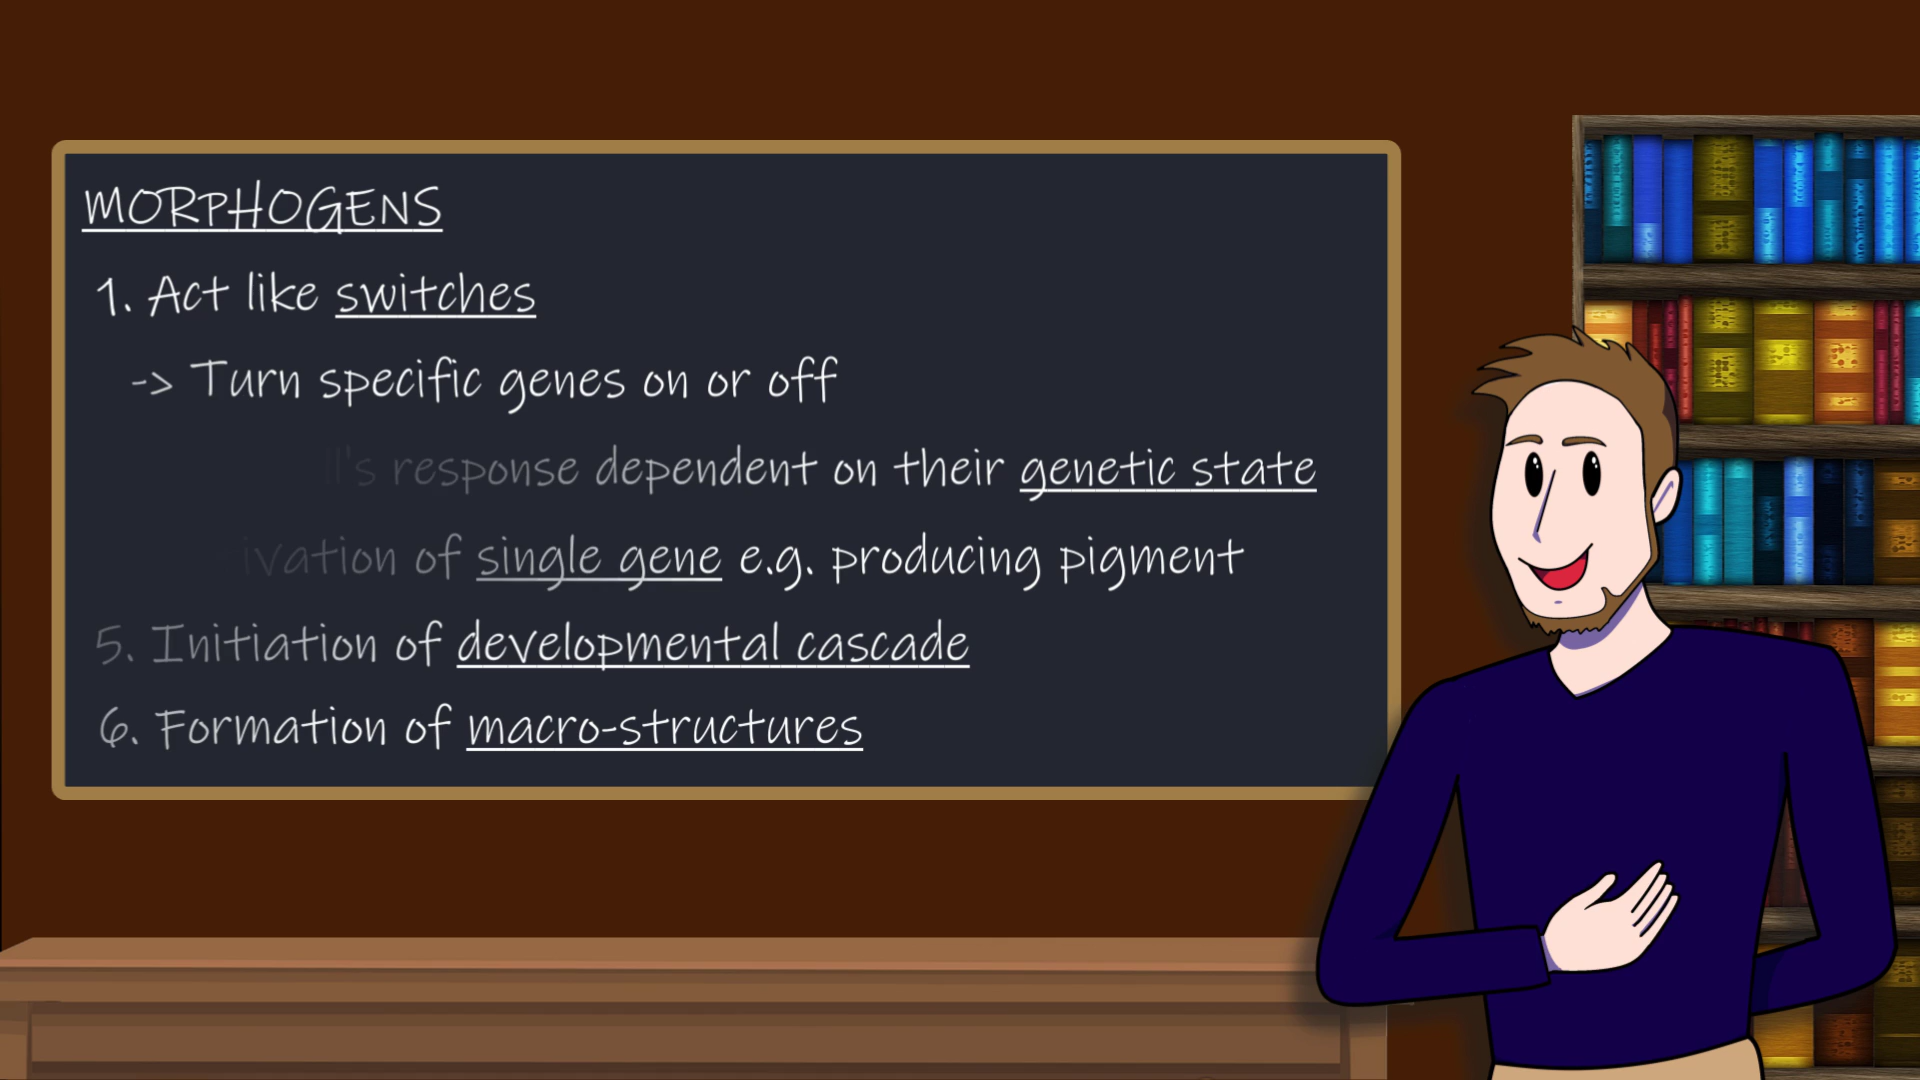 MORPHOGENS
1. Act like switches
-> Turn specific genes on or off
response dependent on their genetic state
of single gene e.g. producing pigment
5. Initiation of developmental cascade
6. Formation of macro-structures